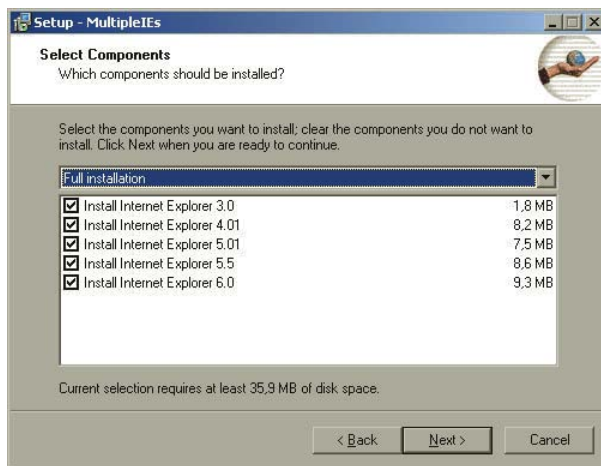 Setup - MultipleIEs
Select Components
Which components should be installed?
Select the components you want to install; clear the components you do not want to
install. Click Next when you are ready to continue.
Full installation
Install Internet Explorer 3.0 1,8 MB
Install Internet Explorer 4.01 8,2 MB
Install Internet Explorer 5.01 7,5 MB
Install Internet Explorer 5.5 8,6 MB
Install Internet Explorer 6.0 9,3 MB
Current selection requires at least 35,9 MB of disk space.
< Back Next > Cancel